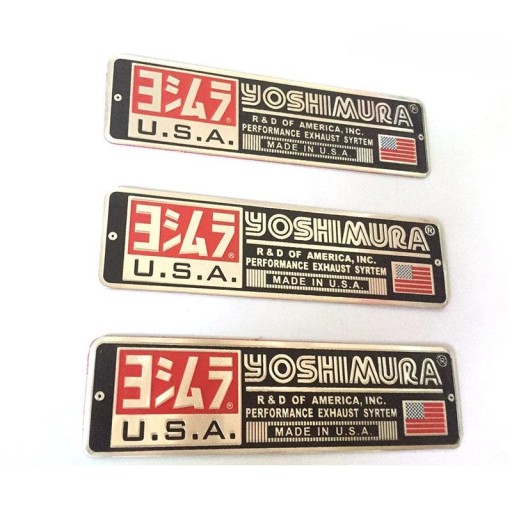 ヨシムラ®
U.S.A.
YOSHIMURA®
R & D OF AMERICA, INC.
PERFORMANCE EXHAUST SYRTEM
MADE IN U.S.A.
ヨシムラ®
U.S.A.
YOSHIMURA®
R & D OF AMERICA, INC.
PERFORMANCE EXHAUST SYRTEM
MADE IN U.S.A.
ヨシムラ®
U.S.A.
YOSHIMURA®
R & D OF AMERICA, INC.
PERFORMANCE EXHAUST SYRTEM
MADE IN U.S.A.